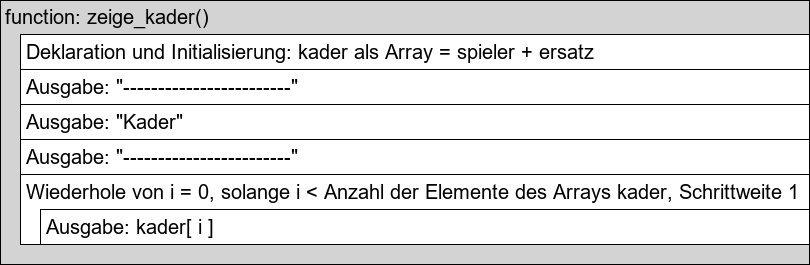 function: zeige_kader()
Deklaration und Initialisierung: kader als Array = spieler + ersatz
Ausgabe: "------------------------"
Ausgabe: "Kader"
Ausgabe: "------------------------"
Wiederhole von i = 0, solange i < Anzahl der Elemente des Arrays kader, Schrittweite 1
Ausgabe: kader[ i ]